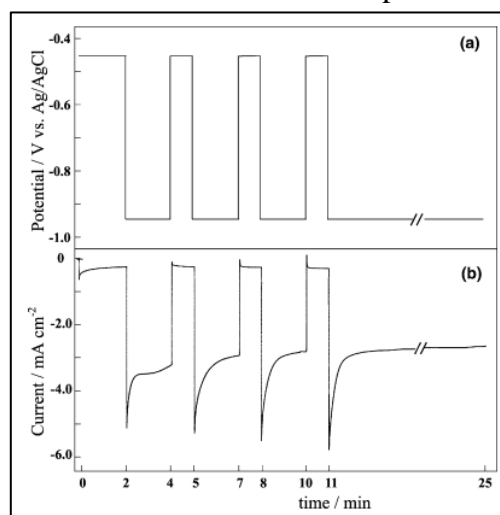 (a)
-0.4
-0.6
-0.8
-1.0
Potential / V vs. Ag/AgCl
(b)
0
-2.0
-4.0
-6.0
Current / mA cm-2
0 2 4 5 7 8 10 11 25
time / min